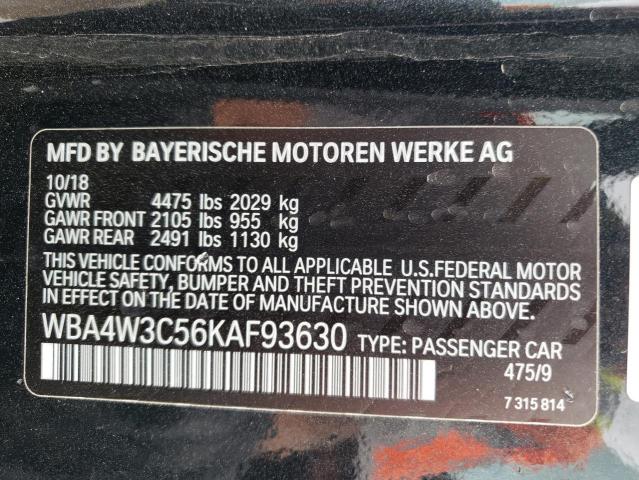 MFD BY BAYERISCHE MOTOREN WERKE AG
10/18
GVWR 4475 lbs 2029 kg
GAWR FRONT 2105 lbs 955 kg
GAWR REAR 2491 lbs 1130 kg
THIS VEHICLE CONFORMS TO ALL APPLICABLE U.S.FEDERAL MOTOR
VEHICLE SAFETY, BUMPER AND THEFT PREVENTION STANDARDS
IN EFFECT ON THE DATE OF MANUFACTURE SHOWN ABOVE.
WBA4W3C56KAF93630 TYPE: PASSENGER CAR
475/9
7 315 814